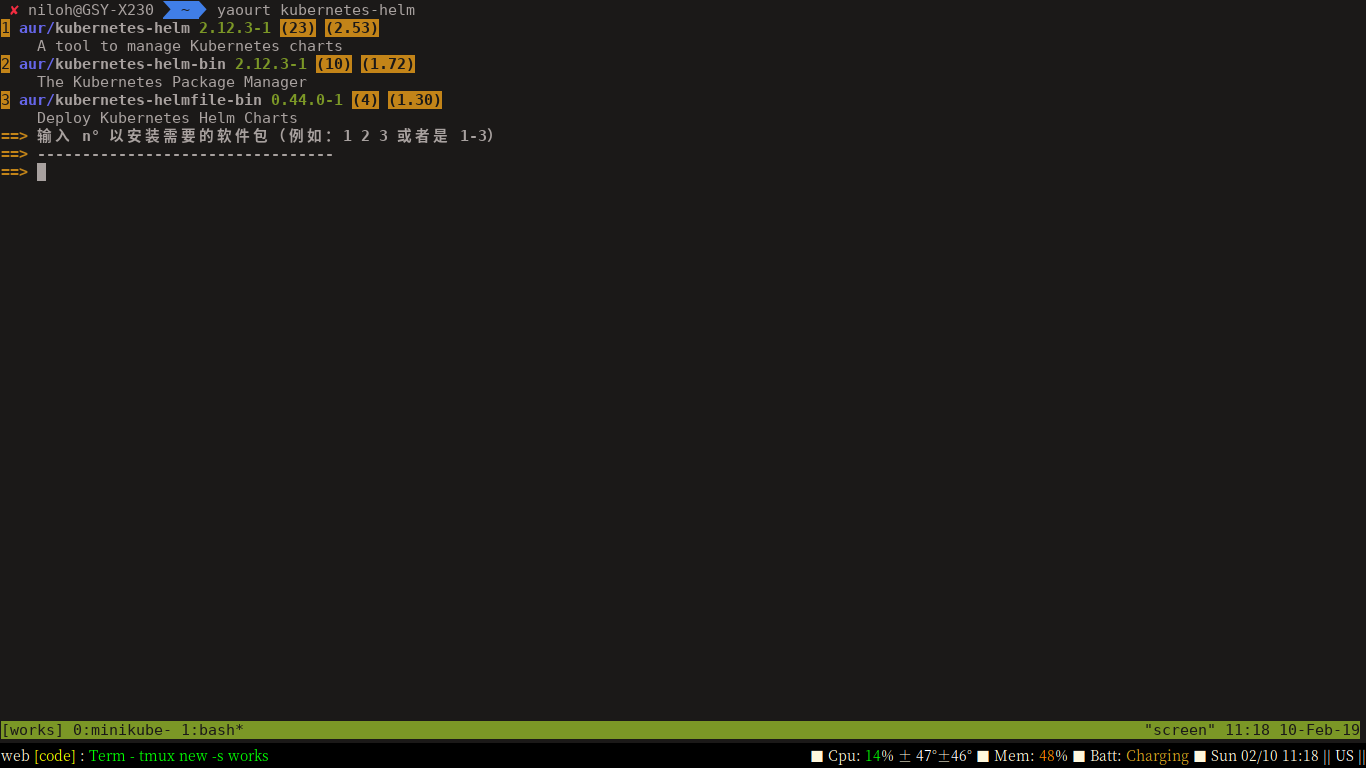 ✘ niloh@GSY-X230 ~ yaourt kubernetes-helm
1 aur/kubernetes-helm 2.12.3-1 (23) (2.53)
A tool to manage Kubernetes charts
2 aur/kubernetes-helm-bin 2.12.3-1 (10) (1.72)
The Kubernetes Package Manager
3 aur/kubernetes-helmfile-bin 0.44.0-1 (4) (1.30)
Deploy Kubernetes Helm Charts
==> 输入 n° 以安装需要的软件包（例如：1 2 3 或者是 1-3）
==> ---------------------------------
==>
[works] 0:minikube- 1:bash* "screen" 11:18 10-Feb-19
web [code] : Term - tmux new -s works Cpu: 14% ± 47°±46° Mem: 48% Batt: Charging Sun 02/10 11:18 || US ||